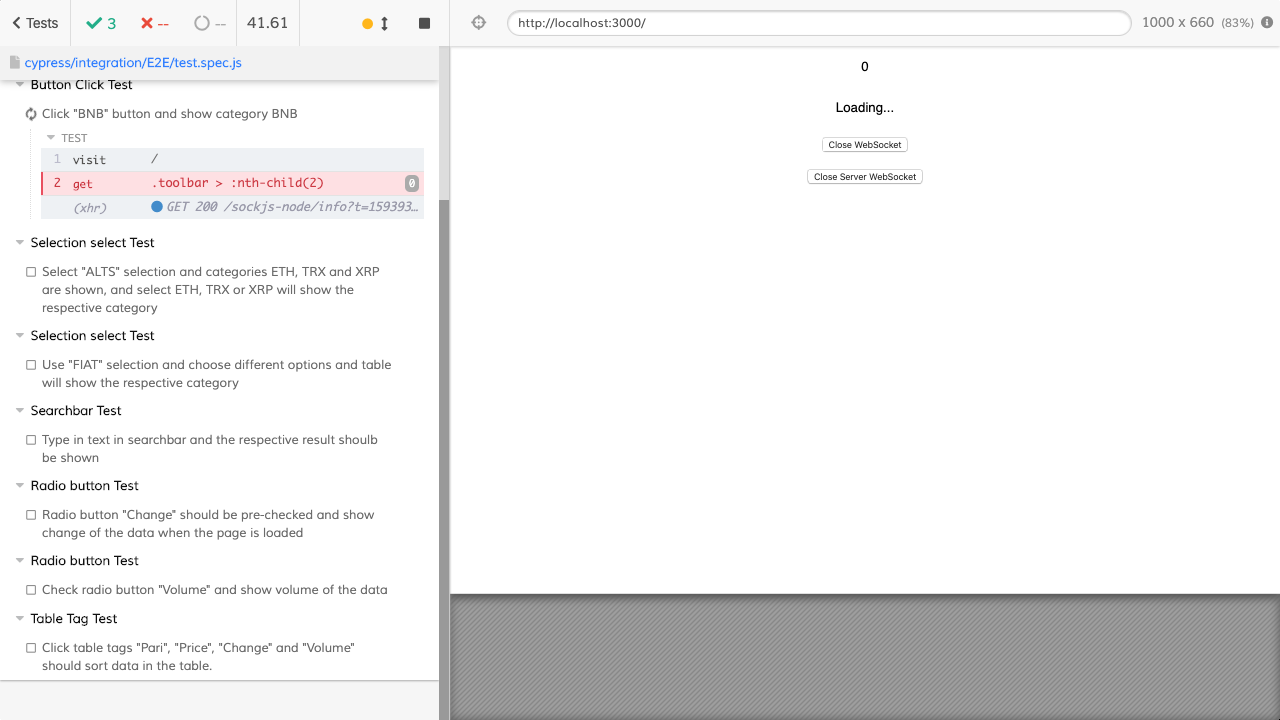 Tests
3
--
--
41.61
http://localhost:3000/
1000 x 660 (83%)
cypress/integration/E2E/test.spec.js
Button Click Test
Click "BNB" button and show category BNB
TEST
1 visit /
2 get .toolbar > :nth-child(2) 0
(xhr) GET 200 /sockjs-node/info?t=159393…
Selection select Test
Select "ALTS" selection and categories ETH, TRX and XRP
are shown, and select ETH, TRX or XRP will show the
respective category
Selection select Test
Use "FIAT" selection and choose different options and table
will show the respective category
Searchbar Test
Type in text in searchbar and the respective result shoulb
be shown
Radio button Test
Radio button "Change" should be pre-checked and show
change of the data when the page is loaded
Radio button Test
Check radio button "Volume" and show volume of the data
Table Tag Test
Click table tags "Pari", "Price", "Change" and "Volume"
should sort data in the table.
0
Loading...
Close WebSocket
Close Server WebSocket